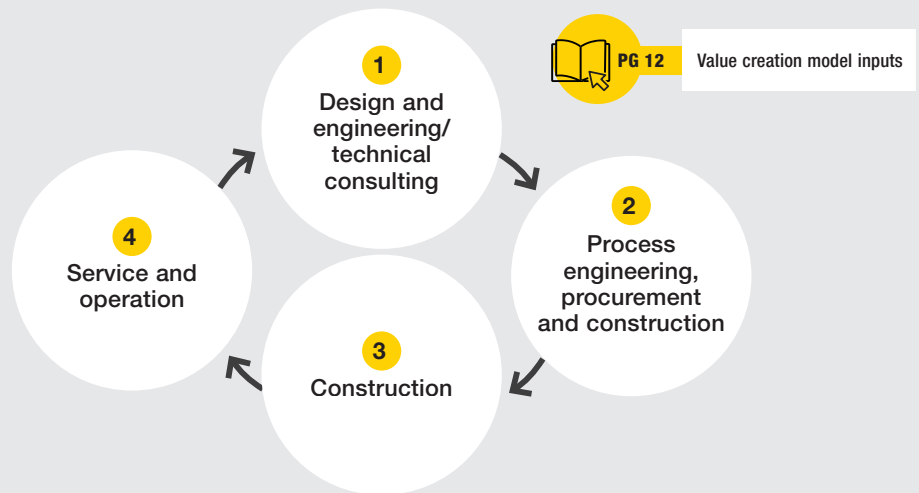 1
Design and
engineering/
technical
consulting
PG 12
Value creation model inputs
2
Process
engineering,
procurement
and construction
3
Construction
4
Service and
operation